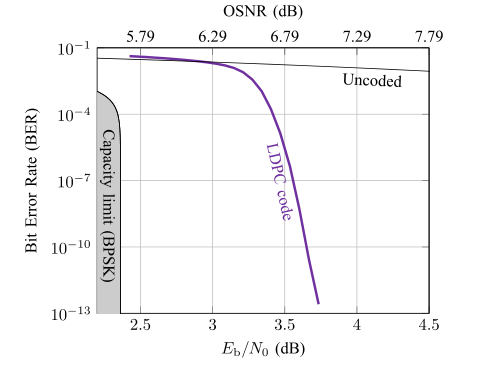 OSNR (dB)
5.79 6.29 6.79 7.29 7.79
10⁻¹
10⁻⁴
10⁻⁷
10⁻¹⁰
10⁻¹³
Bit Error Rate (BER)
Uncoded
LDPC code
Capacity limit (BPSK)
2.5 3 3.5 4 4.5
E_b/N_0 (dB)